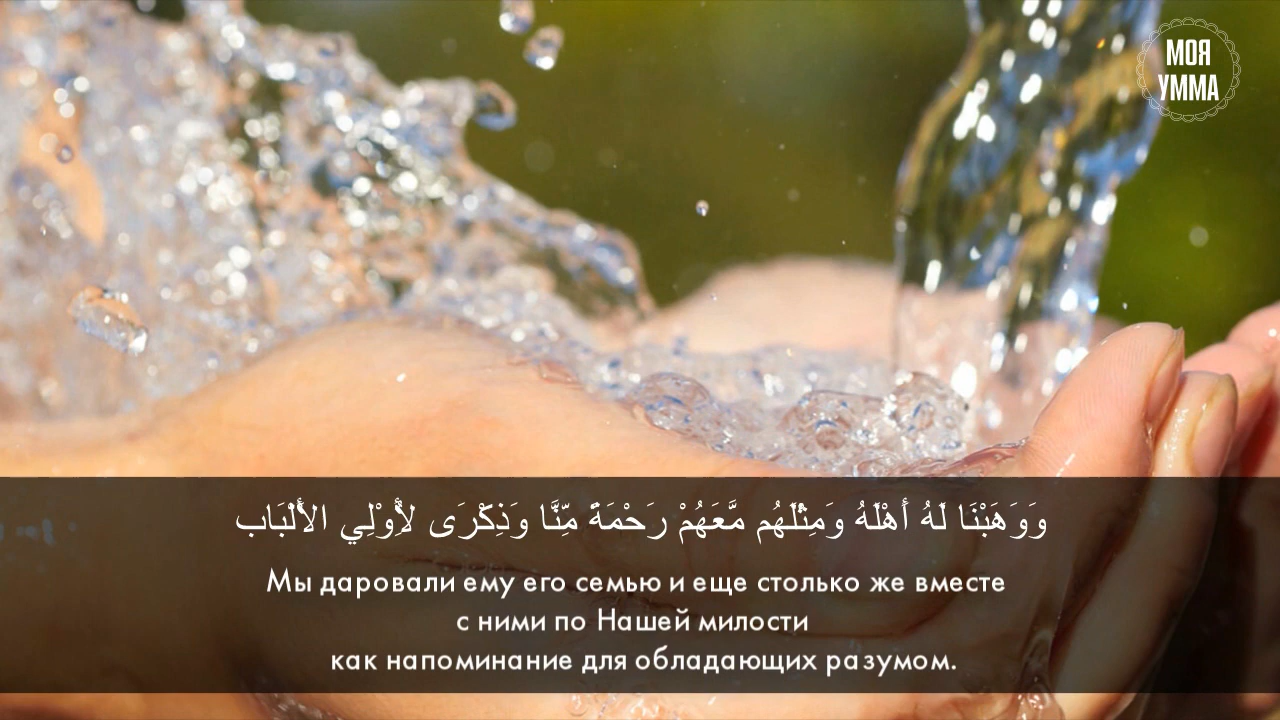 МОЯ
УММА
وَوَهَبْنَا لَهُ أَهْلَهُ وَمِثْلَهُم مَّعَهُمْ رَحْمَةً مِّنَّا وَذِكْرَى لأُوْلِي الأَلْبَاب
Мы даровали ему его семью и еще столько же вместе
с ними по Нашей милости
как напоминание для обладающих разумом.